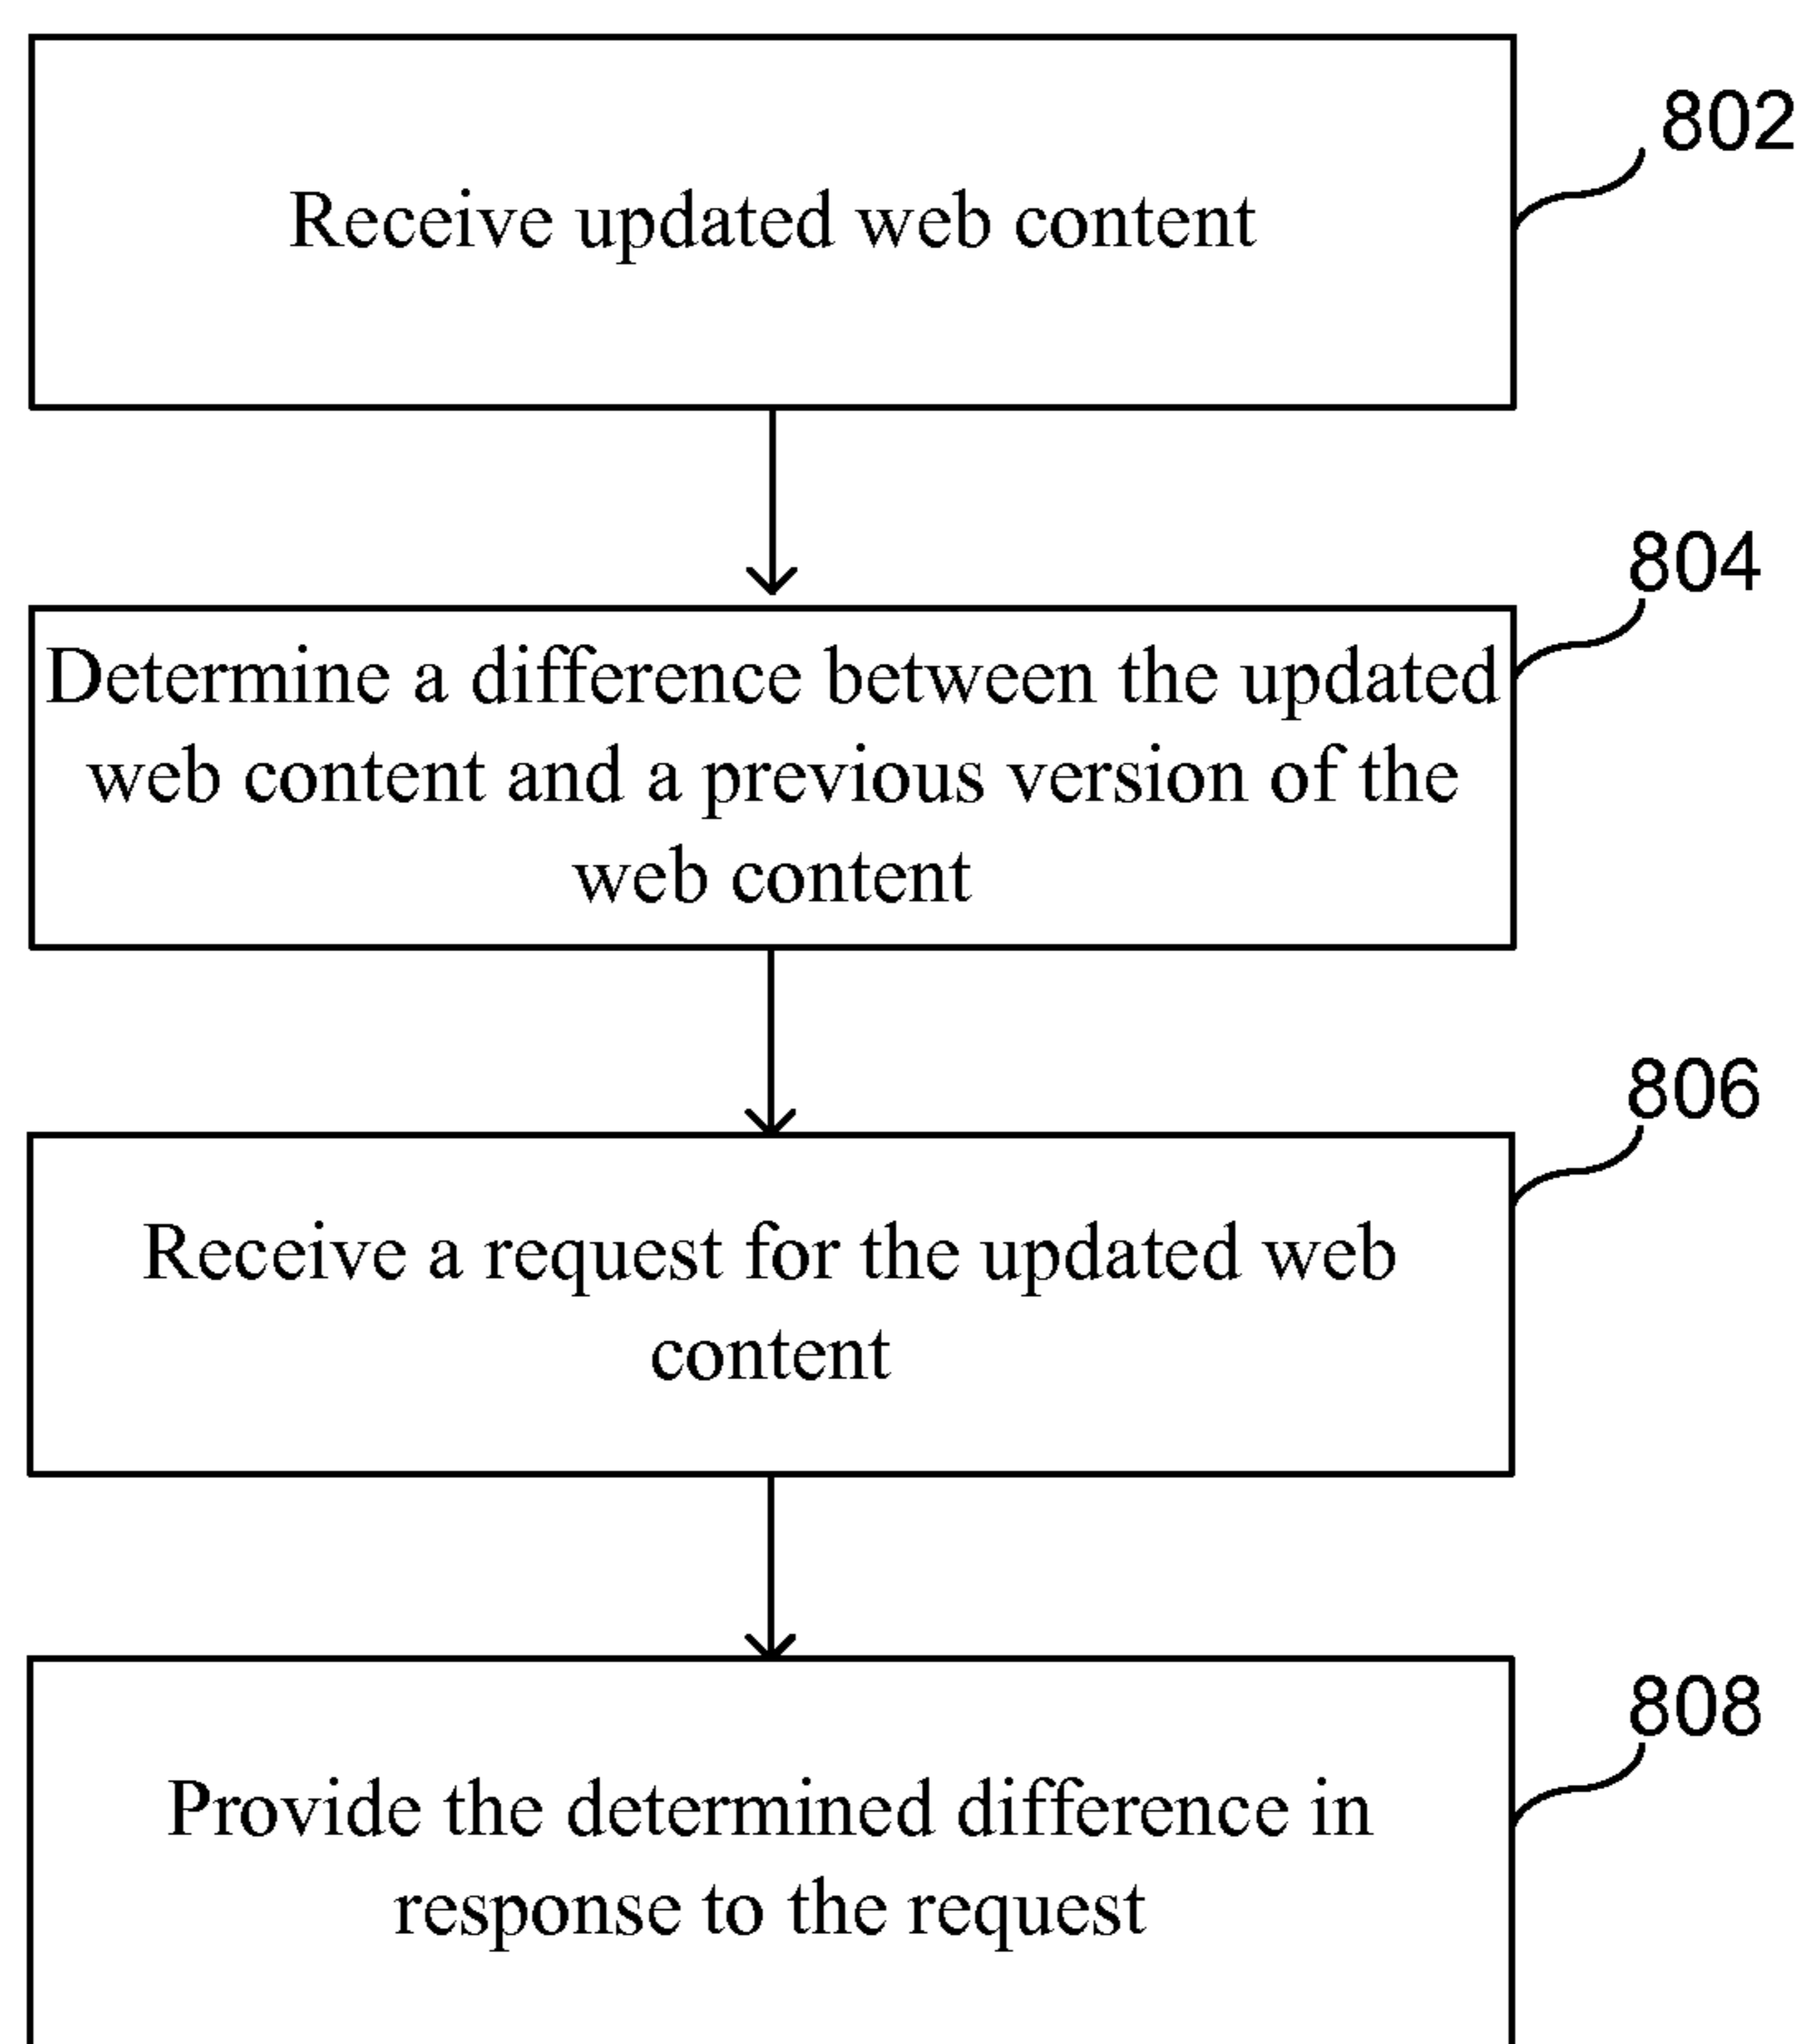 802
Receive updated web content
804
Determine a difference between the updated
web content and a previous version of the
web content
806
Receive a request for the updated web
content
808
Provide the determined difference in
response to the request